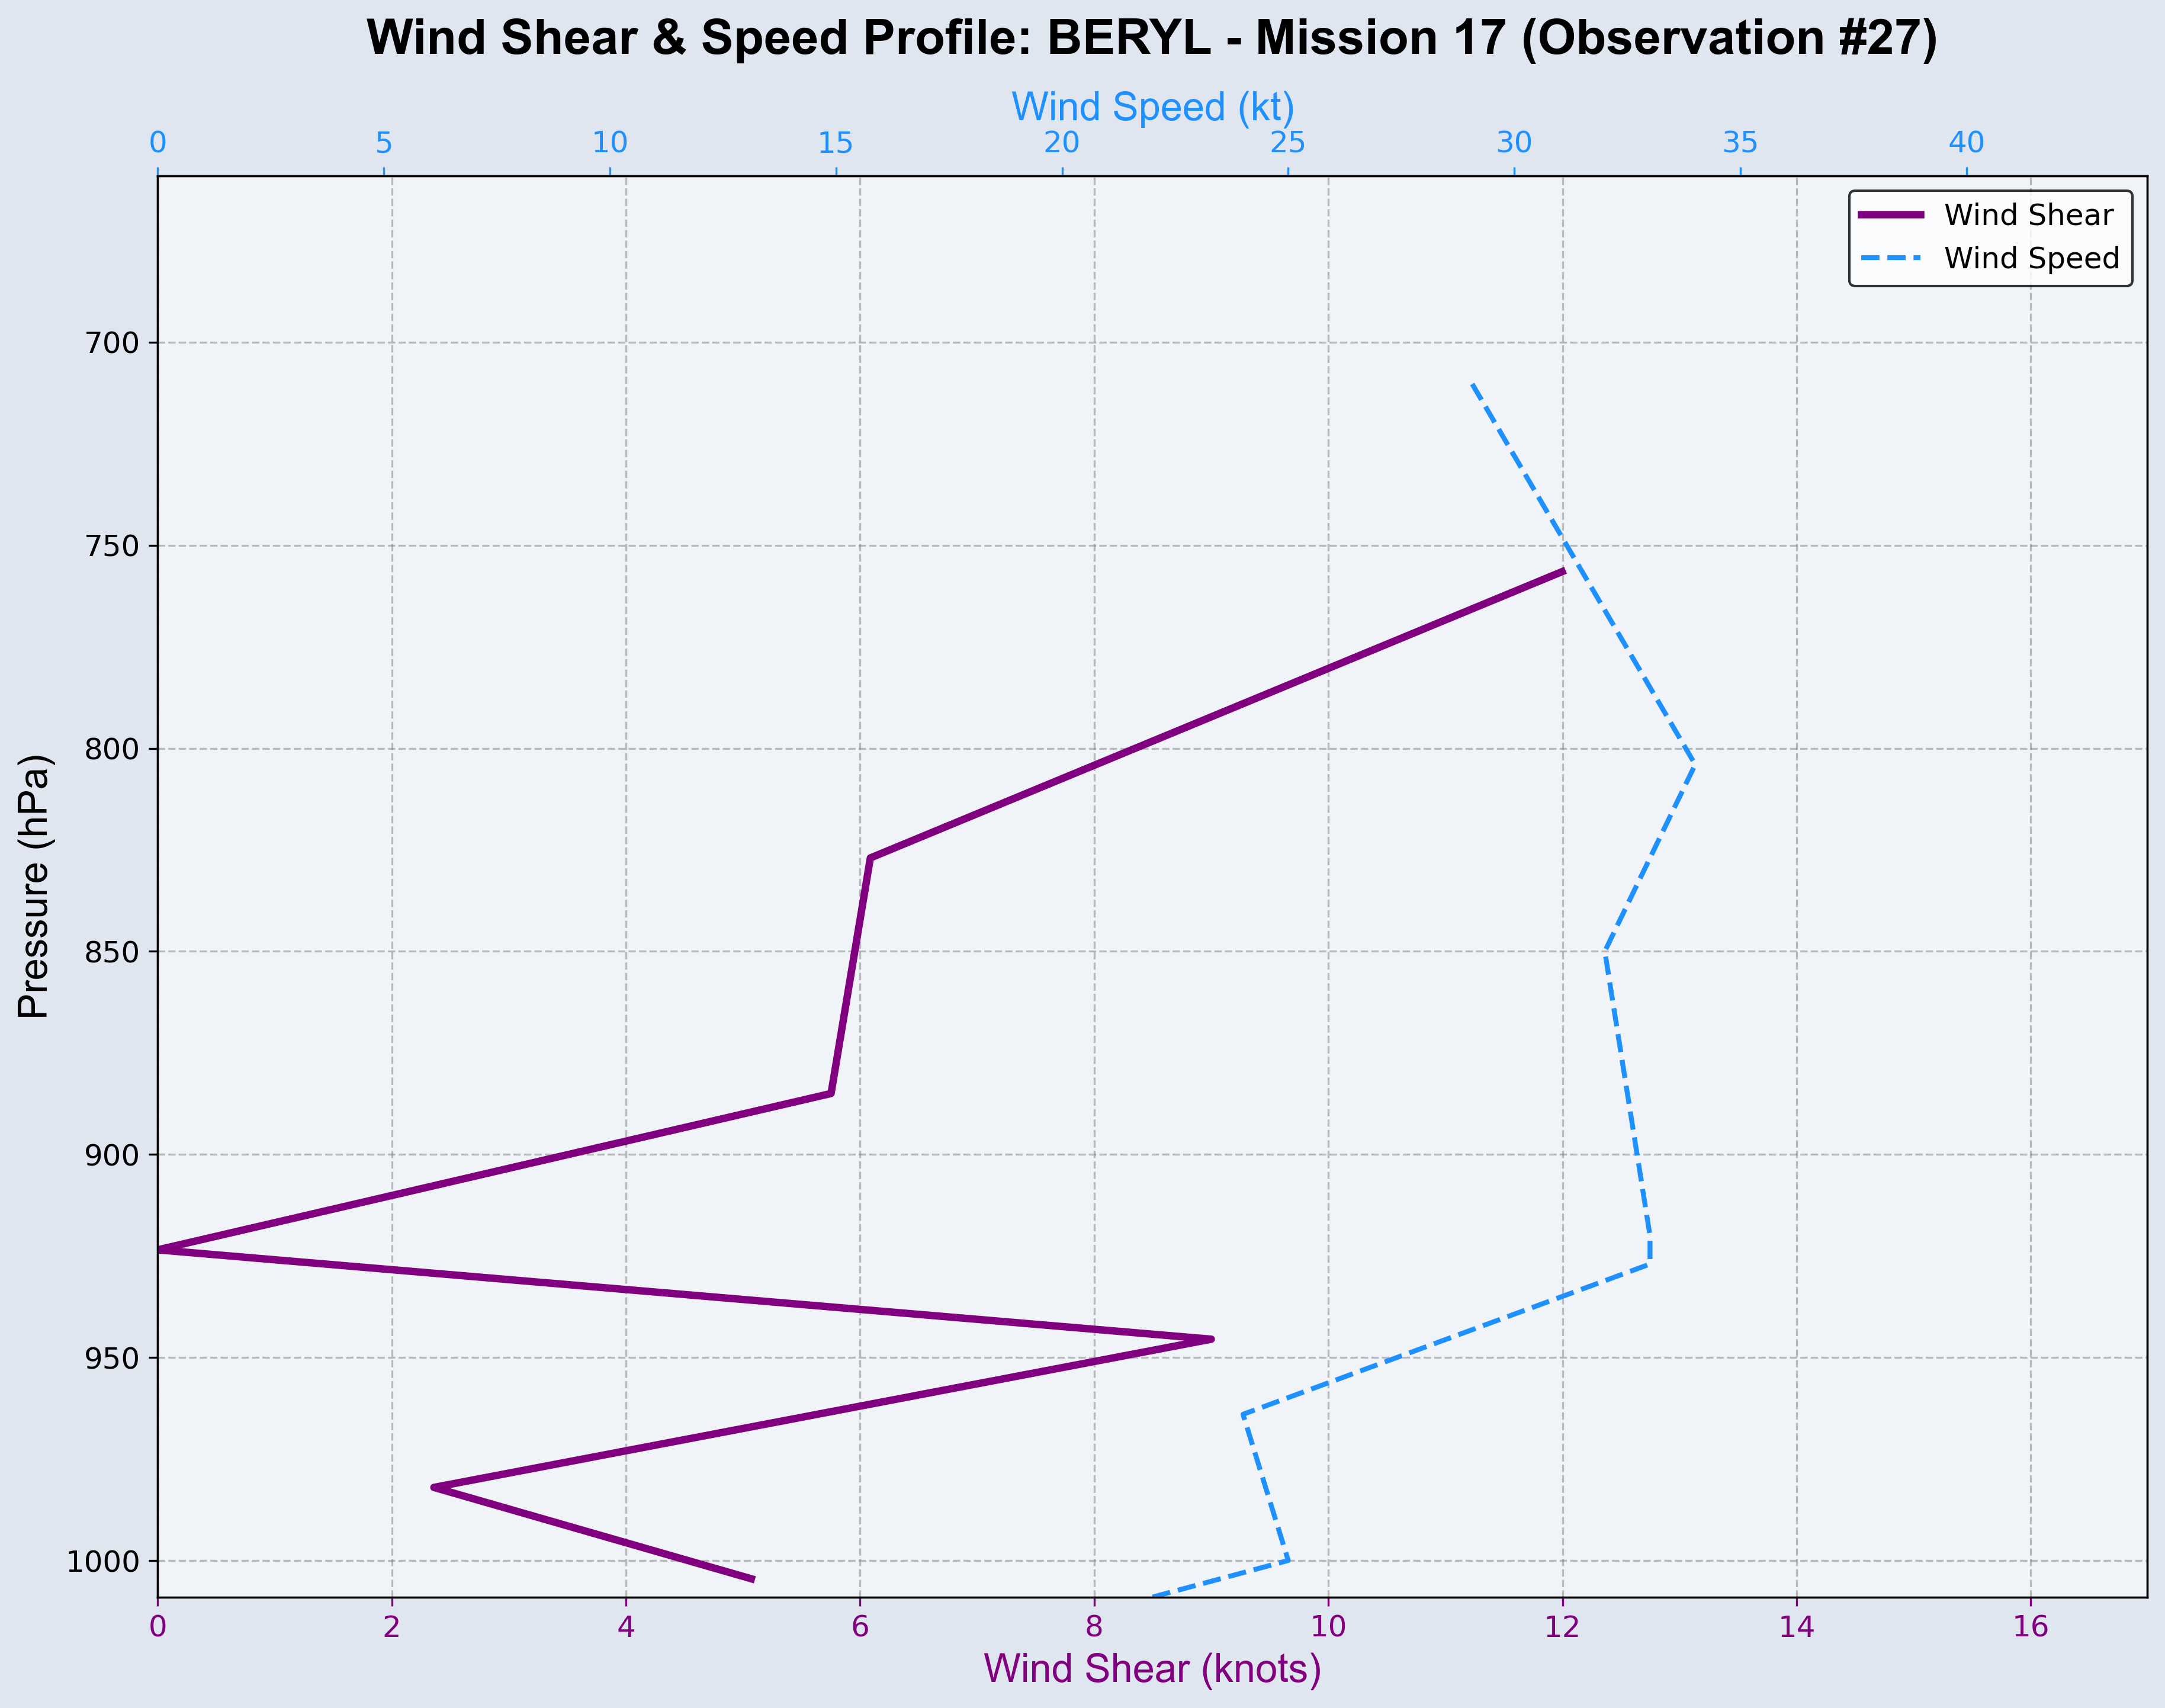 Wind Shear & Speed Profile: BERYL - Mission 17 (Observation #27)
Wind Speed (kt)
0 5 10 15 20 25 30 35 40
Wind Shear
Wind Speed
Pressure (hPa)
700
750
800
850
900
950
1000
0 2 4 6 8 10 12 14 16
Wind Shear (knots)